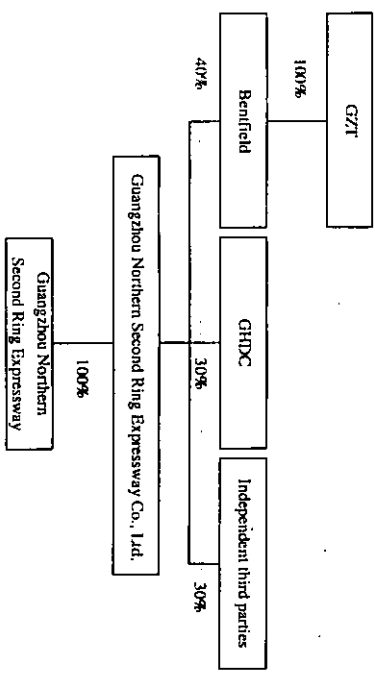 GZT
100%
Bentfield
GHDC
Independent third parties
40%
30%
30%
Guangzhou Northern Second Ring Expressway Co., Ltd.
100%
Guangzhou Northern
Second Ring Expressway